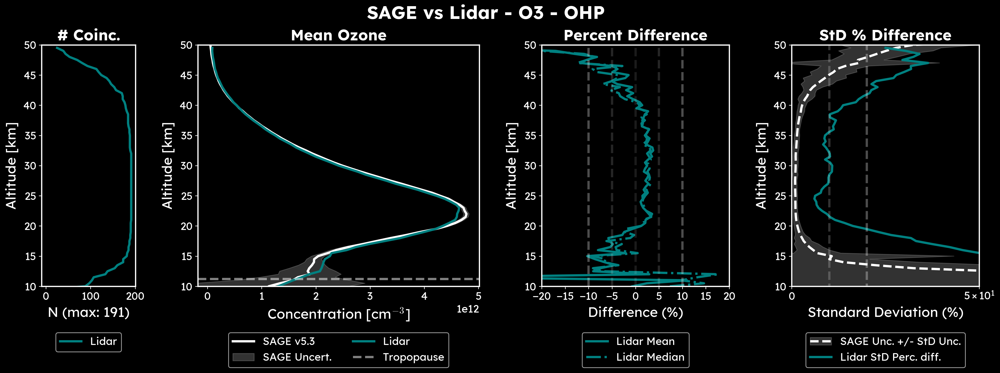 SAGE vs Lidar - O3 - OHP
# Coinc.
Altitude [km]
50
45
40
35
30
25
20
15
10
0 100 200
N (max: 191)
Lidar
Mean Ozone
Altitude [km]
50
45
40
35
30
25
20
15
10
0 1 2 3 4 5
1e12
Concentration [cm⁻³]
SAGE v5.3
SAGE Uncert.
Lidar
Tropopause
Percent Difference
Altitude [km]
50
45
40
35
30
25
20
15
10
−20 −15 −10 −5 0 5 10 15 20
Difference (%)
Lidar Mean
Lidar Median
StD % Difference
Altitude [km]
50
45
40
35
30
25
20
15
10
0 5×10¹
Standard Deviation (%)
SAGE Unc. +/- StD Unc.
Lidar StD Perc. diff.